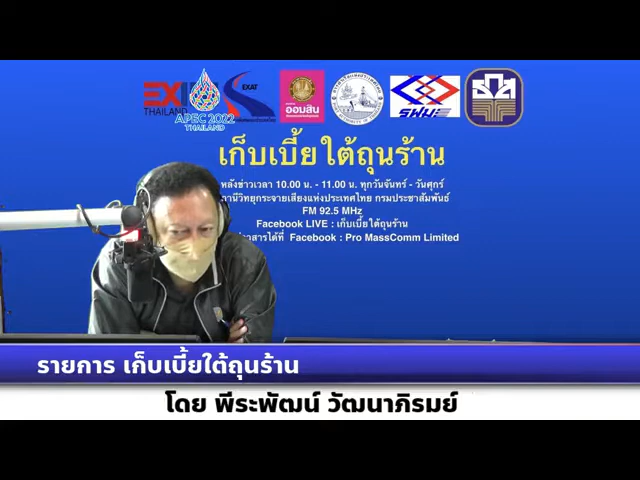 EXIM
THAILAND
EXAT
APEC 2022
THAILAND
ออมสิน
รฟม
ธกส
เก็บเบี้ยใต้ถุนร้าน
หลังข่าวเวลา 10.00 น. - 11.00 น. ทุกวันจันทร์ - วันศุกร์
านีวิทยุกระจายเสียงแห่งประเทศไทย กรมประชาสัมพันธ์
FM 92.5 MHz
Facebook LIVE : เก็บเบี้ยใต้ถุนร้าน
าวสารได้ที่ Facebook : Pro MassComm Limited
รายการ เก็บเบี้ยใต้ถุนร้าน
โดย พีระพัฒน์ วัฒนาภิรมย์